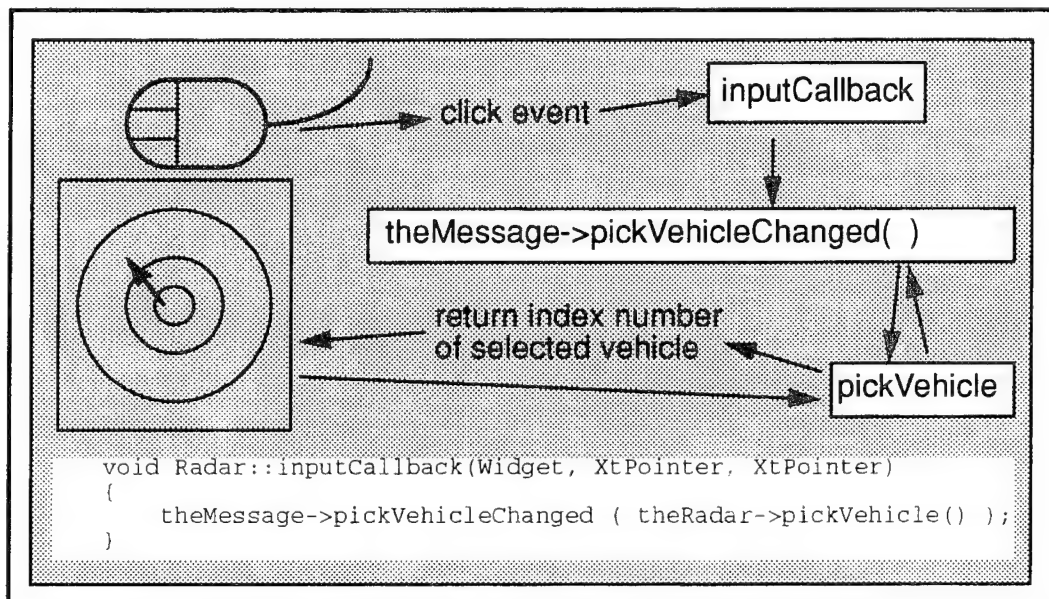 click event
inputCallback
theMessage->pickVehicleChanged( )
return index number
of selected vehicle
pickVehicle
void Radar::inputCallback(Widget, XtPointer, XtPointer)
{
theMessage->pickVehicleChanged ( theRadar->pickVehicle() );
}